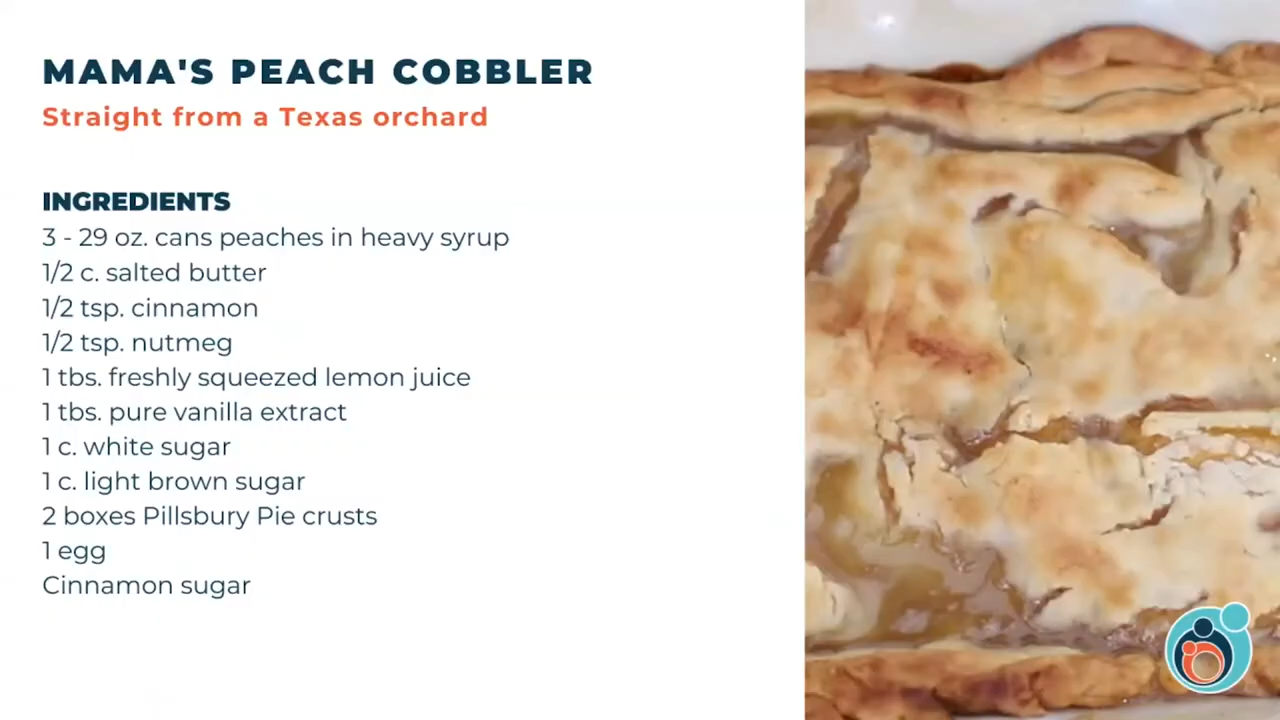 MAMA'S PEACH COBBLER
Straight from a Texas orchard
INGREDIENTS
3 - 29 oz. cans peaches in heavy syrup
1/2 c. salted butter
1/2 tsp. cinnamon
1/2 tsp. nutmeg
1 tbs. freshly squeezed lemon juice
1 tbs. pure vanilla extract
1 c. white sugar
1 c. light brown sugar
2 boxes Pillsbury Pie crusts
1 egg
Cinnamon sugar